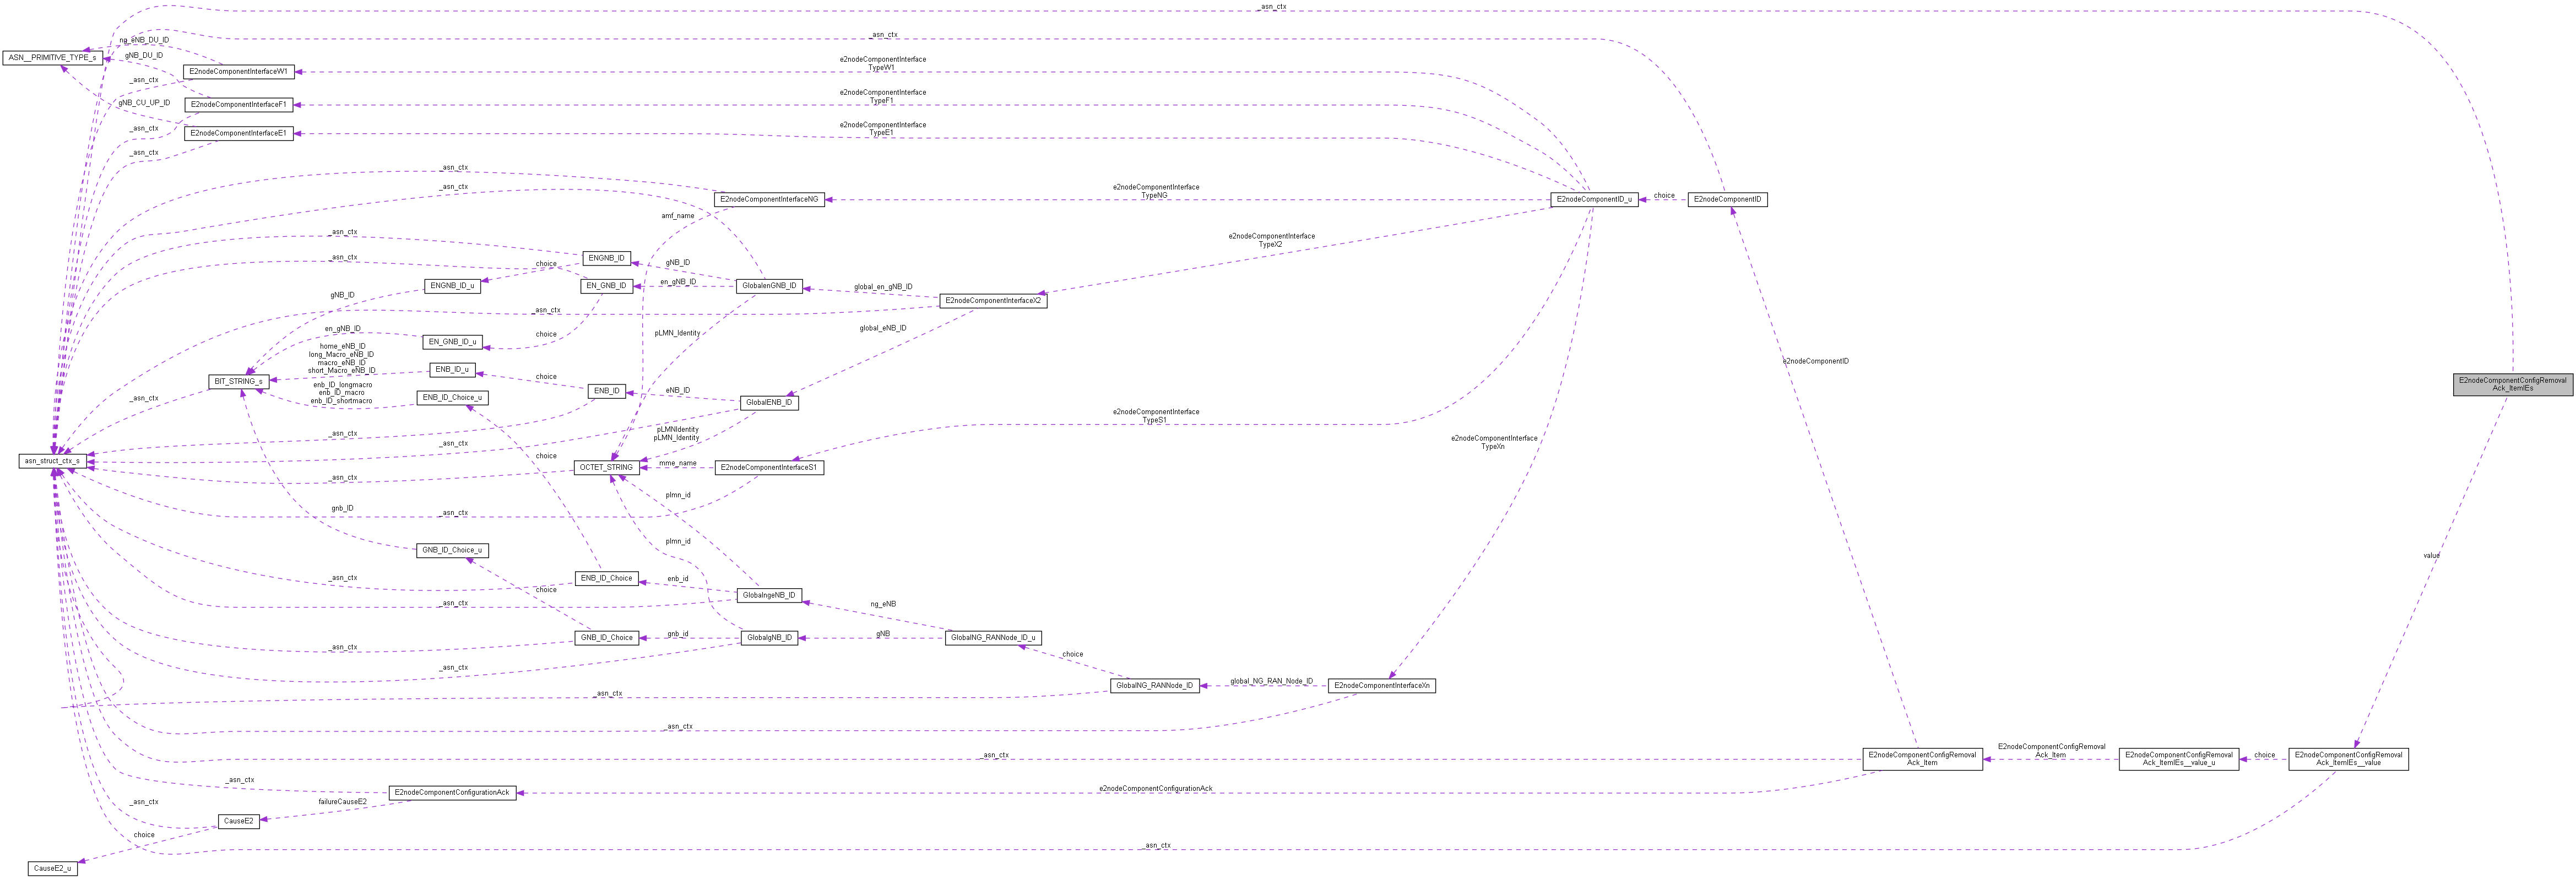 _asn_ctx
_asn_ctx
ng_eNB_DU_ID
ASN__PRIMITIVE_TYPE_s
gNB_DU_ID
E2nodeComponentInterfaceW1
e2nodeComponentInterface
TypeW1
_asn_ctx
gNB_CU_UP_ID
E2nodeComponentInterfaceF1
e2nodeComponentInterface
TypeF1
_asn_ctx
E2nodeComponentInterfaceE1
e2nodeComponentInterface
TypeE1
_asn_ctx
_asn_ctx
_asn_ctx
E2nodeComponentInterfaceNG
e2nodeComponentInterface
TypeNG
E2nodeComponentID_u
choice
E2nodeComponentID
amf_name
_asn_ctx
e2nodeComponentInterface
TypeX2
_asn_ctx
choice
ENGNB_ID
gNB_ID
ENGNB_ID_u
EN_GNB_ID
en_gNB_ID
GlobalenGNB_ID
global_en_gNB_ID
E2nodeComponentInterfaceX2
gNB_ID
_asn_ctx
en_gNB_ID
EN_GNB_ID_u
choice
pLMN_Identity
global_eNB_ID
home_eNB_ID
long_Macro_eNB_ID
macro_eNB_ID
short_Macro_eNB_ID
ENB_ID_u
choice
e2nodeComponentID
BIT_STRING_s
enb_ID_longmacro
enb_ID_macro
enb_ID_shortmacro
ENB_ID_Choice_u
ENB_ID
eNB_ID
GlobalENB_ID
E2nodeComponentConfigRemoval
Ack_ItemIEs
_asn_ctx
e2nodeComponentInterface
TypeS1
_asn_ctx
pLMNIdentity
pLMN_Identity
_asn_ctx
e2nodeComponentInterface
TypeXn
choice
asn_struct_ctx_s
OCTET_STRING
mme_name
E2nodeComponentInterfaceS1
_asn_ctx
plmn_id
gnb_ID
_asn_ctx
plmn_id
GNB_ID_Choice_u
value
_asn_ctx
ENB_ID_Choice
enb_id
GlobalngeNB_ID
choice
_asn_ctx
ng_eNB
GNB_ID_Choice
gnb_id
GlobalgNB_ID
gNB
GlobalNG_RANNode_ID_u
_asn_ctx
choice
_asn_ctx
GlobalNG_RANNode_ID
global_NG_RAN_Node_ID
E2nodeComponentInterfaceXn
_asn_ctx
_asn_ctx
_asn_ctx
E2nodeComponentConfigRemoval
Ack_Item
E2nodeComponentConfigRemoval
Ack_Item
E2nodeComponentConfigRemoval
Ack_ItemIEs__value_u
choice
E2nodeComponentConfigRemoval
Ack_ItemIEs__value
_asn_ctx
E2nodeComponentConfigurationAck
e2nodeComponentConfigurationAck
_asn_ctx
failureCauseE2
CauseE2
choice
_asn_ctx
CauseE2_u